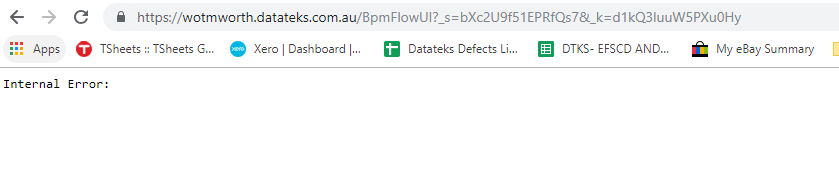 https://wotmworth.datateks.com.au/BpmFlowUI?_s=bXc2U9f51EPRfQs7&_k=d1kQ3IuuW5PXu0Hy
Apps TSheets :: TSheets G... xero Xero | Dashboard |... Datateks Defects Li... DTKS- EFSCD AND... My eBay Summary
Internal Error: